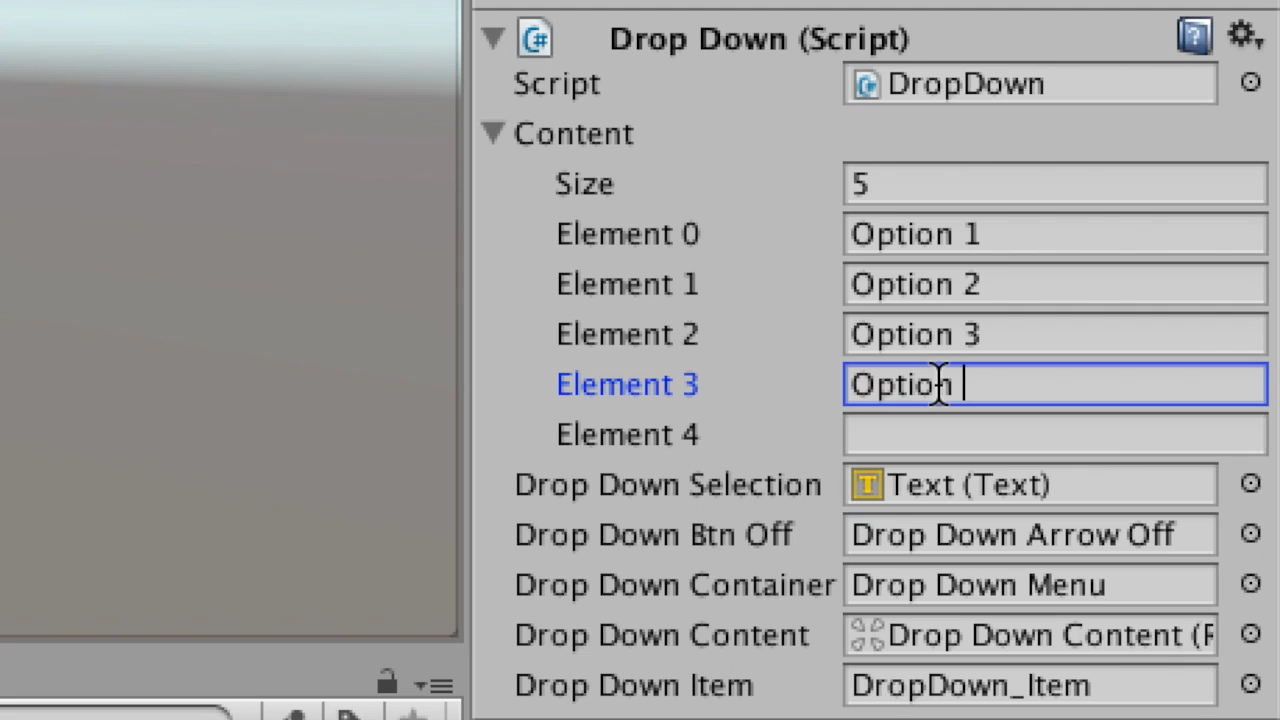 Drop Down (Script)
Script DropDown
Content
Size 5
Element 0 Option 1
Element 1 Option 2
Element 2 Option 3
Element 3 Option
Element 4
Drop Down Selection Text (Text)
Drop Down Btn Off Drop Down Arrow Off
Drop Down Container Drop Down Menu
Drop Down Content Drop Down Content (R
Drop Down Item DropDown_Item